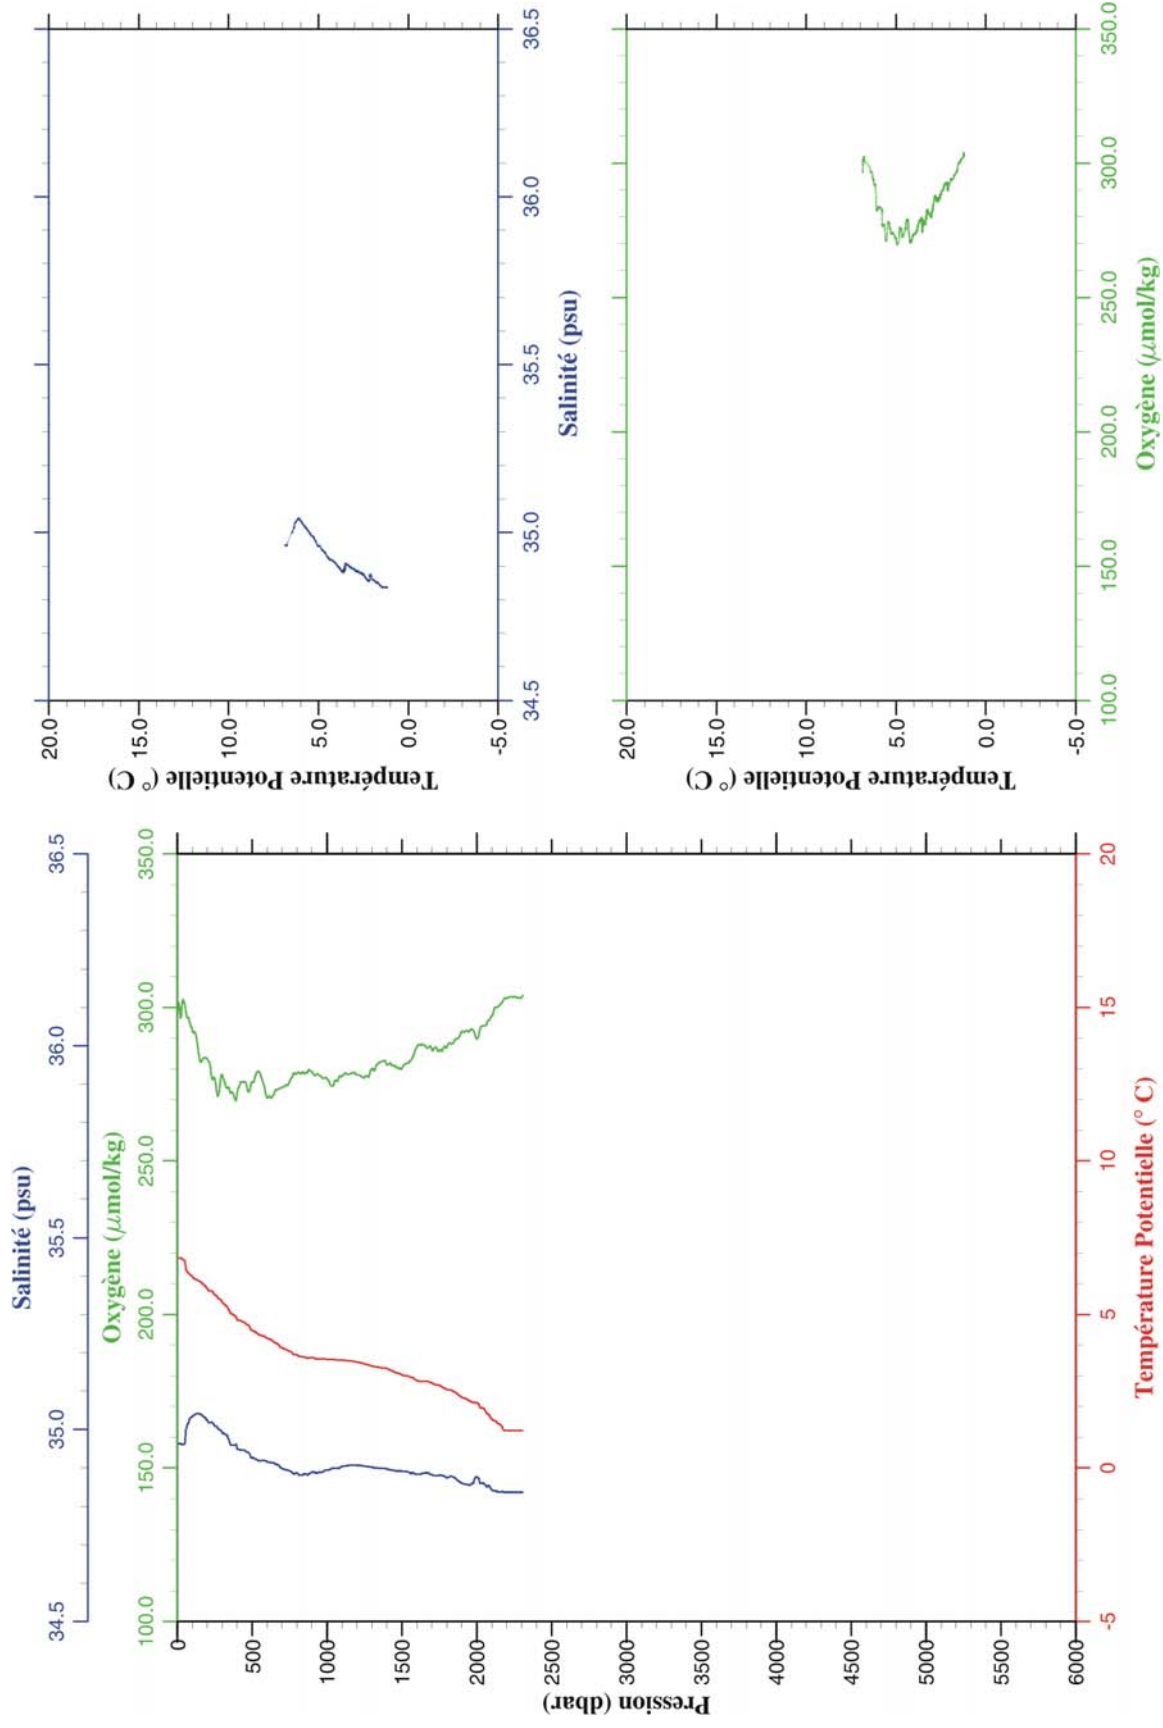 Salinité (psu)
34.5 35.0 35.5 36.0 36.5
Oxygène (μmol/kg)
100.0 150.0 200.0 250.0 300.0 350.0
Pression (dbar)
0
500
1000
1500
2000
2500
3000
3500
4000
4500
5000
5500
6000
-5 0 5 10 15 20
Température Potentielle (° C)
Température Potentielle (° C)
20.0
15.0
10.0
5.0
0.0
-5.0
34.5 35.0 35.5 36.0 36.5
Salinité (psu)
Température Potentielle (° C)
20.0
15.0
10.0
5.0
0.0
-5.0
100.0 150.0 200.0 250.0 300.0 350.0
Oxygène (μmol/kg)